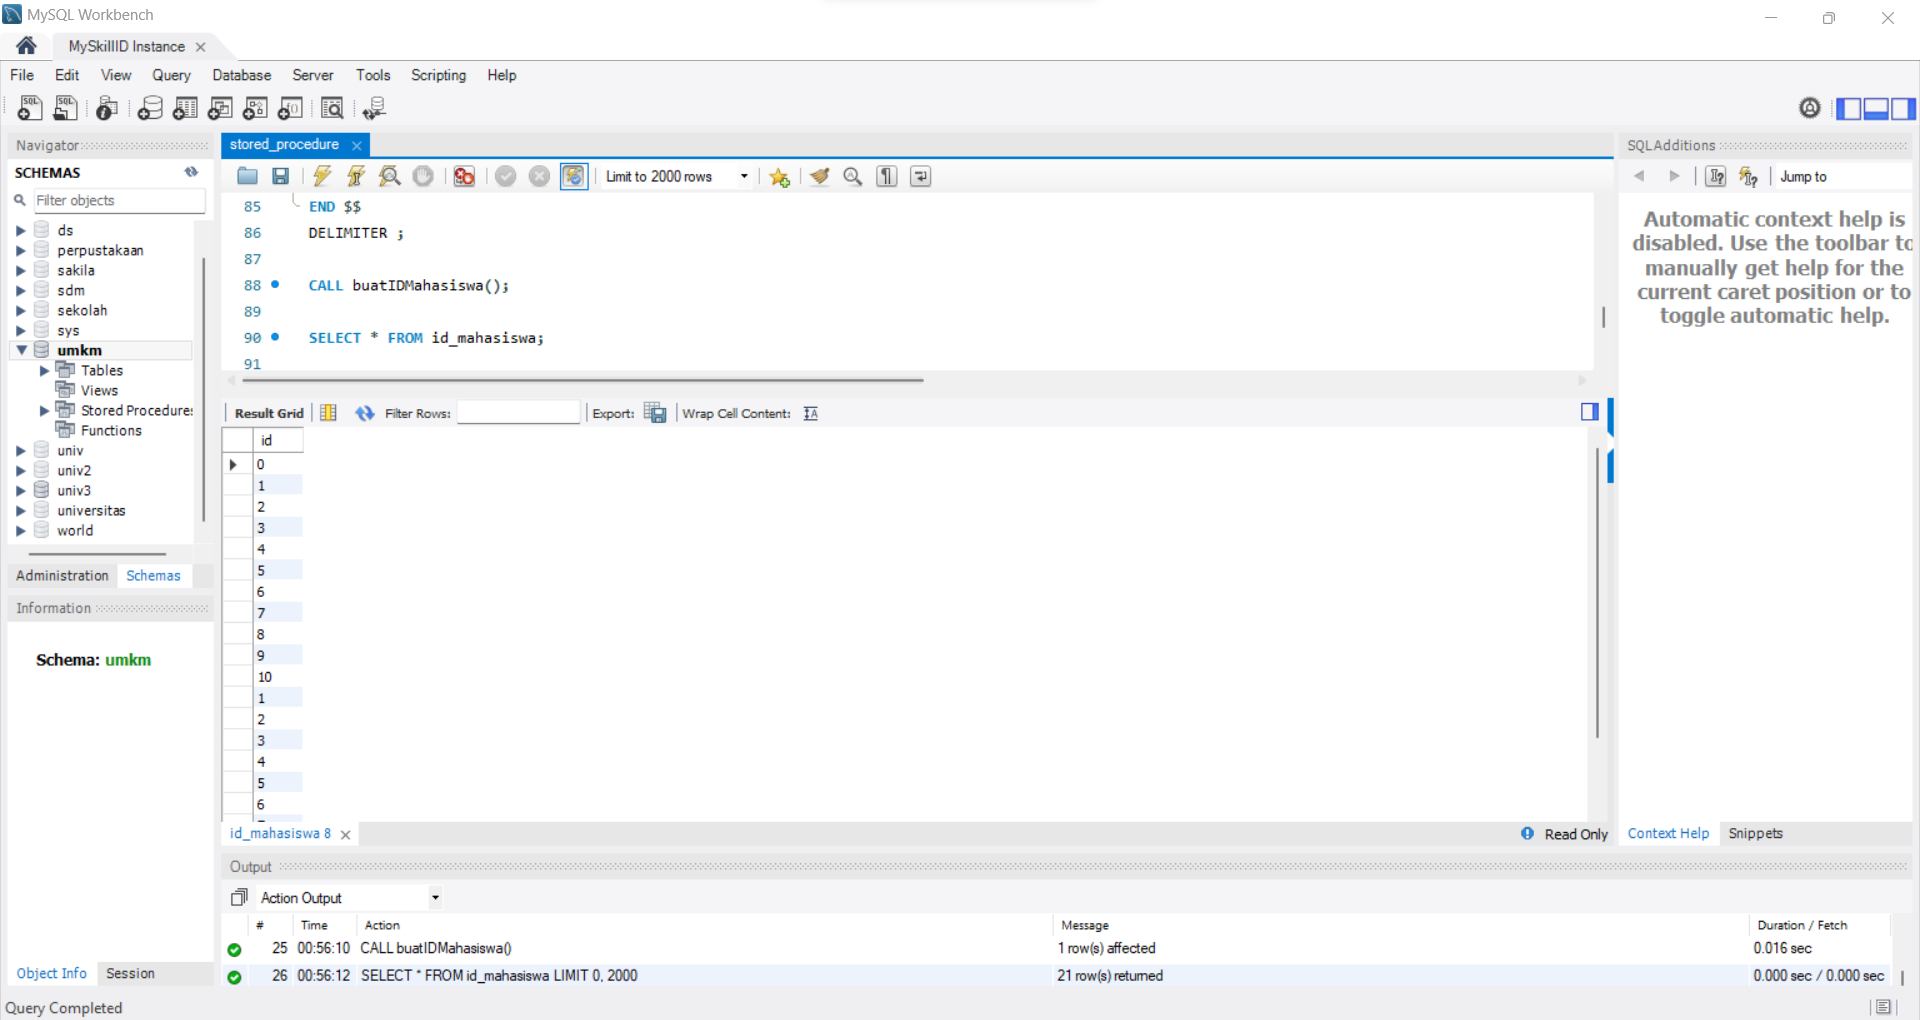 MySQL Workbench
MySkillID Instance
File Edit View Query Database Server Tools Scripting Help
Navigator
SCHEMAS
Filter objects
ds
perpustakaan
sakila
sdm
sekolah
sys
umkm
Tables
Views
Stored Procedures
Functions
univ
univ2
univ3
universitas
world
Administration Schemas
Information
Schema: umkm
Object Info Session
stored_procedure
Limit to 2000 rows
85 END $$
86 DELIMITER ;
87
88 CALL buatIDMahasiswa();
89
90 SELECT * FROM id_mahasiswa;
91
Result Grid Filter Rows: Export: Wrap Cell Content:
id
0
1
2
3
4
5
6
7
8
9
10
1
2
3
4
5
6
id_mahasiswa 8
Read Only
SQLAdditions
Jump to
Automatic context help is
disabled. Use the toolbar to
manually get help for the
current caret position or to
toggle automatic help.
Context Help Snippets
Output
Action Output
# Time Action Message Duration / Fetch
25 00:56:10 CALL buatIDMahasiswa() 1 row(s) affected 0.016 sec
26 00:56:12 SELECT * FROM id_mahasiswa LIMIT 0, 2000 21 row(s) returned 0.000 sec / 0.000 sec
Query Completed